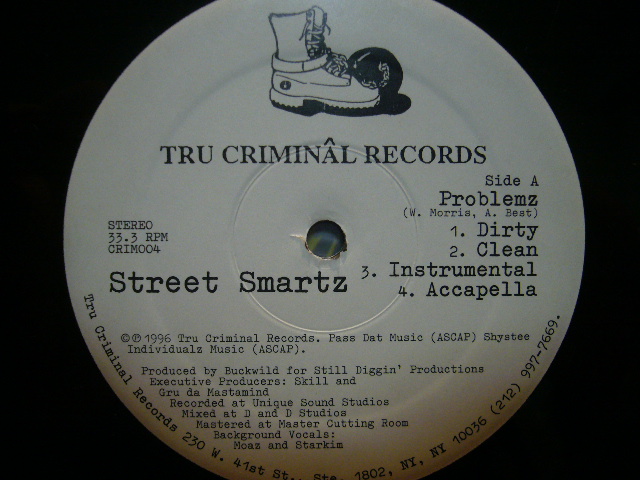 TRU CRIMINÂL RECORDS
Side A
Problemz
(W. Morris, A. Best)
1. Dirty
2. Clean
3. Instrumental
4. Accapella
STEREO
33.3 RPM
CRIM004
Street Smartz
©℗1996 Tru Criminal Records. Pass Dat Music (ASCAP) Shystee
Individualz Music (ASCAP).
Produced by Buckwild for Still Diggin' Productions
Executive Producers: Skill and
Gru da Mastamind
Recorded at Unique Sound Studios
Mixed at D and D Studios
Mastered at Master Cutting Room
Background Vocals:
Moaz and Starkim
Tru Criminal Records 230 W. 41st St., Ste. 1802, NY, NY 10036 (212) 997-7669.